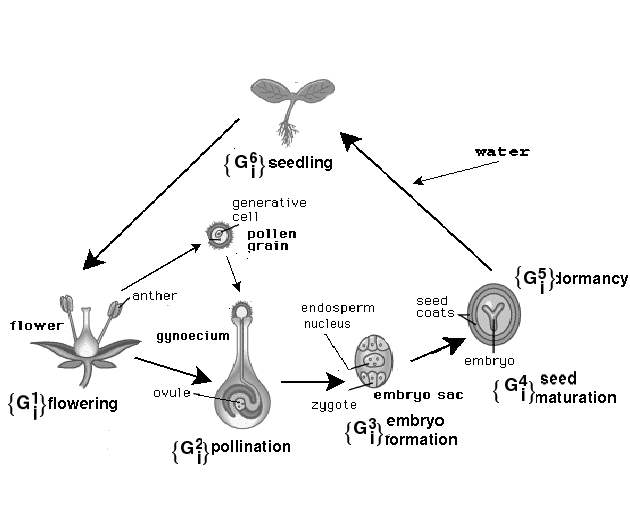 water
{G6i} seedling
generative
cell
pollen
grain
{G5i} dormancy
anther
flower
gynoecium
endosperm
nucleus
seed
coats
embryo
ovule
zygote
embryo sac
{G4i} seed
maturation
{G1i} flowering
{G3i} embryo
formation
{G2i} pollination